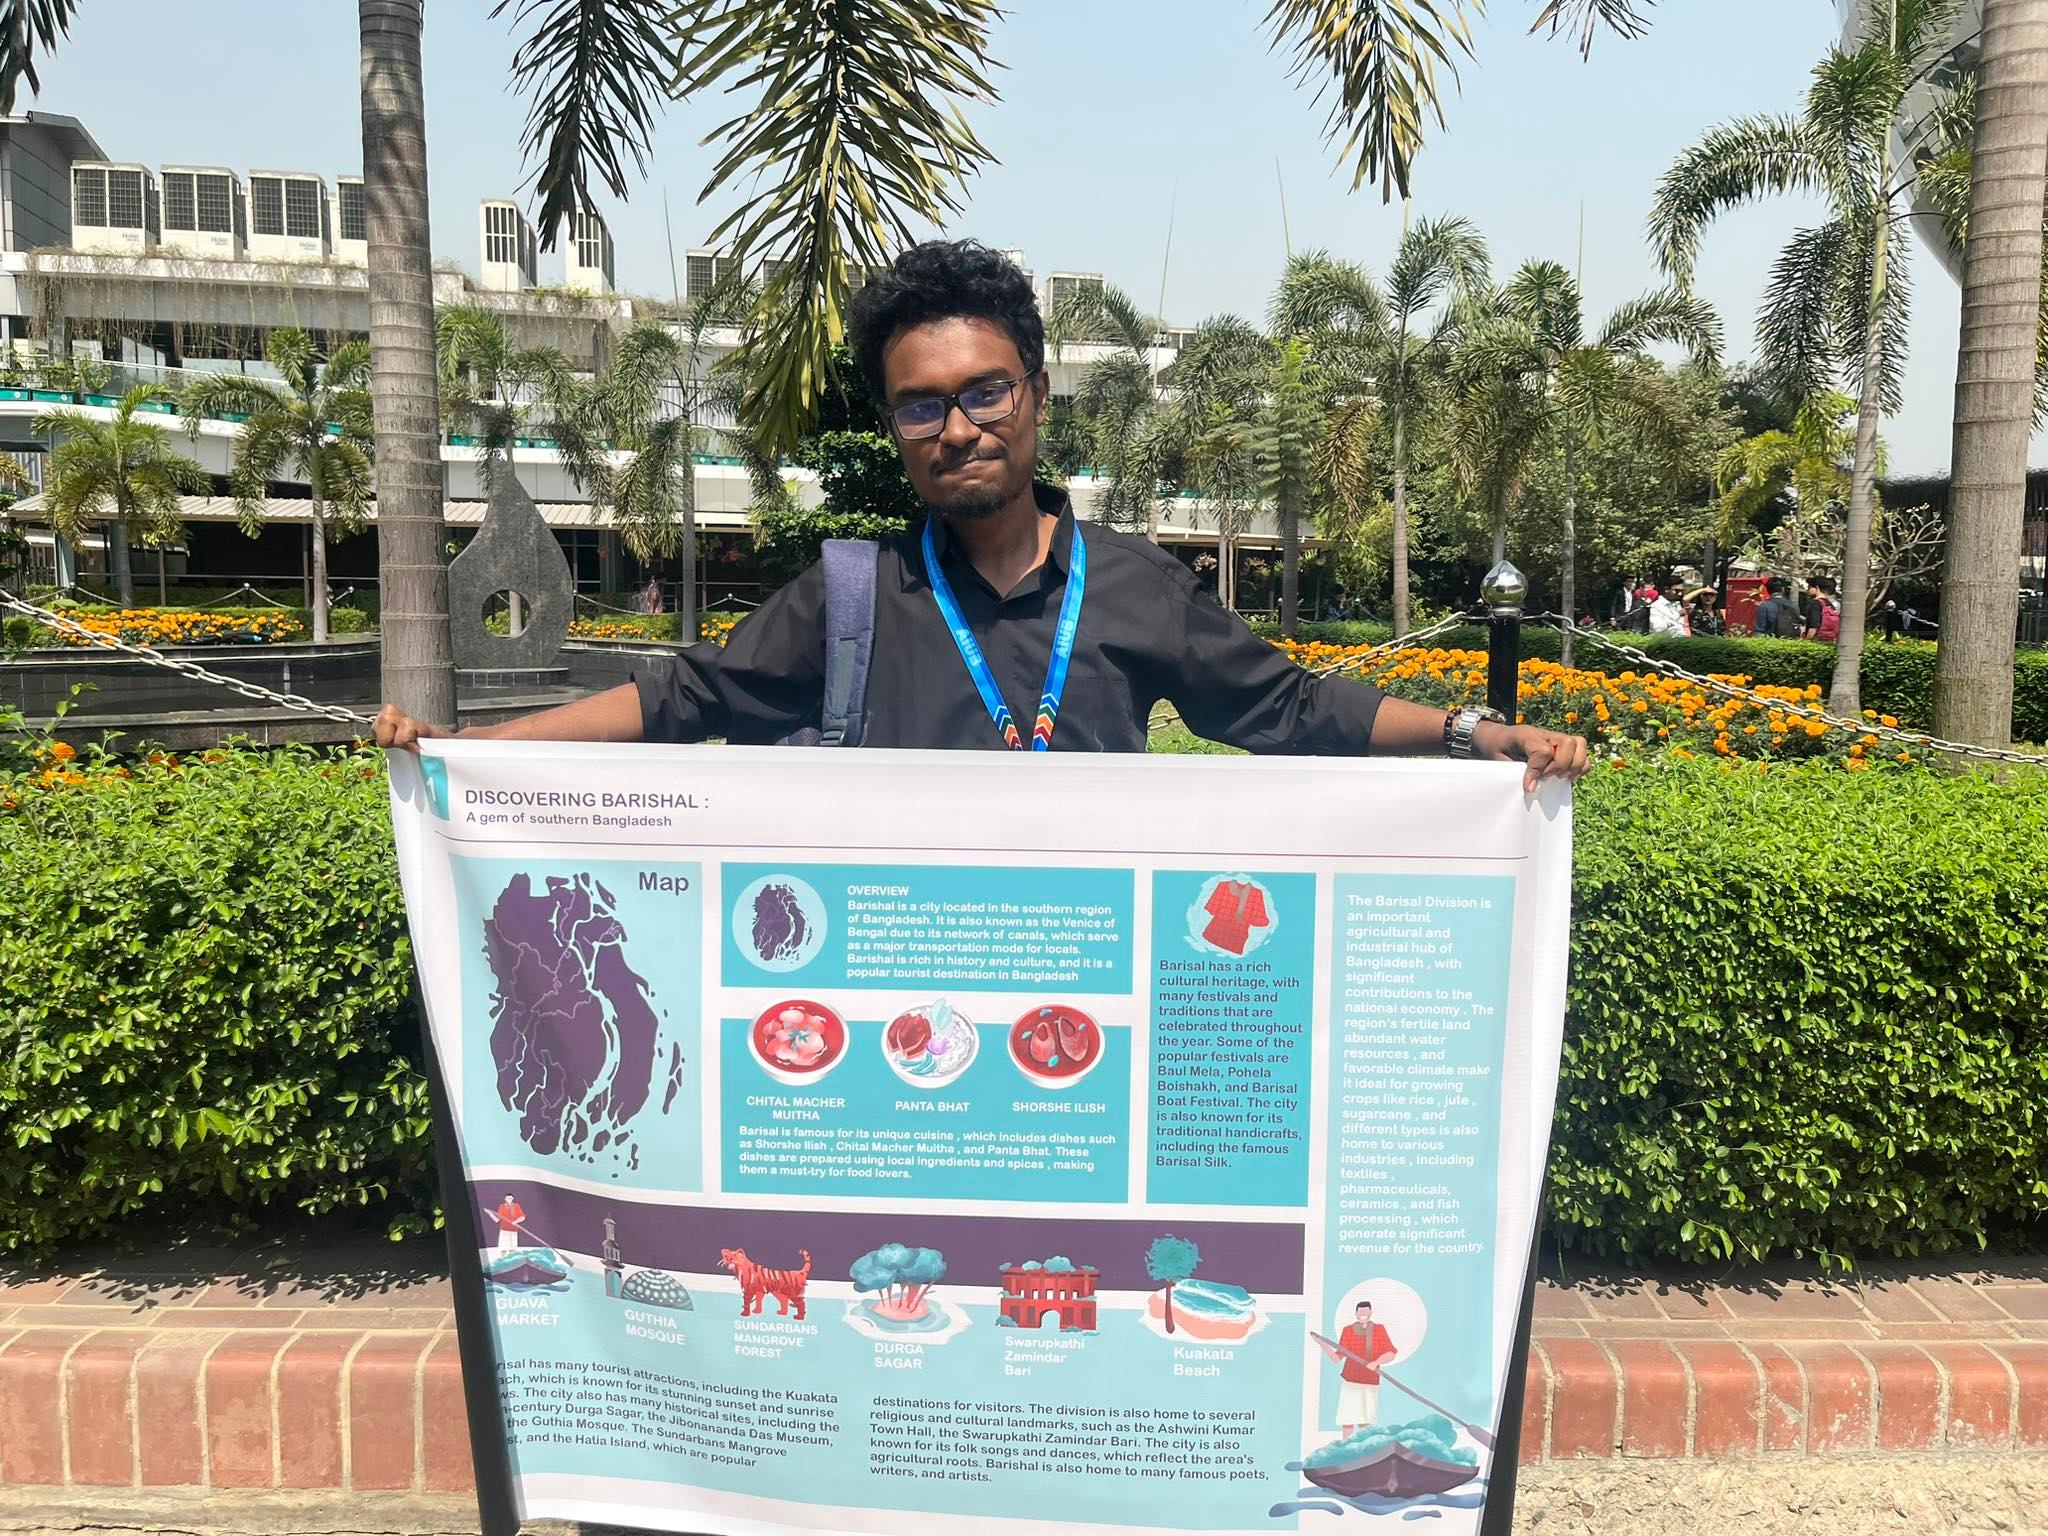 Haier
Haier
Haier
AIUB
AIUB
1
DISCOVERING BARISHAL :
A gem of southern Bangladesh
Map
OVERVIEW
Barishal is a city located in the southern region
of Bangladesh. It is also known as the Venice of
Bengal due to its network of canals, which serve
as a major transportation mode for locals.
Barishal is rich in history and culture, and it is a
popular tourist destination in Bangladesh
CHITAL MACHER
MUITHA
PANTA BHAT
SHORSHE ILISH
Barisal is famous for its unique cuisine , which includes dishes such
as Shorshe Ilish , Chital Macher Muitha , and Panta Bhat. These
dishes are prepared using local ingredients and spices , making
them a must-try for food lovers.
Barisal has a rich
cultural heritage, with
many festivals and
traditions that are
celebrated throughout
the year. Some of the
popular festivals are
Baul Mela, Pohela
Boishakh, and Barisal
Boat Festival. The city
is also known for its
traditional handicrafts,
including the famous
Barisal Silk.
The Barisal Division is
an important
agricultural and
industrial hub of
Bangladesh , with
significant
contributions to the
national economy . The
region's fertile land
abundant water
resources , and
favorable climate make
it ideal for growing
crops like rice , jute ,
sugarcane , and
different types is also
home to various
industries , including
textiles ,
pharmaceuticals,
ceramics , and fish
processing , which
generate significant
revenue for the country.
GUAVA
MARKET
GUTHIA
MOSQUE
SUNDARBANS
MANGROVE
FOREST
DURGA
SAGAR
Swarupkathi
Zamindar
Bari
Kuakata
Beach
risal has many tourist attractions, including the Kuakata
ach, which is known for its stunning sunset and sunrise
ws. The city also has many historical sites, including the
-century Durga Sagar, the Jibonananda Das Museum,
the Guthia Mosque. The Sundarbans Mangrove
st, and the Hatia Island, which are popular
destinations for visitors. The division is also home to several
religious and cultural landmarks, such as the Ashwini Kumar
Town Hall, the Swarupkathi Zamindar Bari. The city is also
known for its folk songs and dances, which reflect the area's
agricultural roots. Barishal is also home to many famous poets,
writers, and artists.